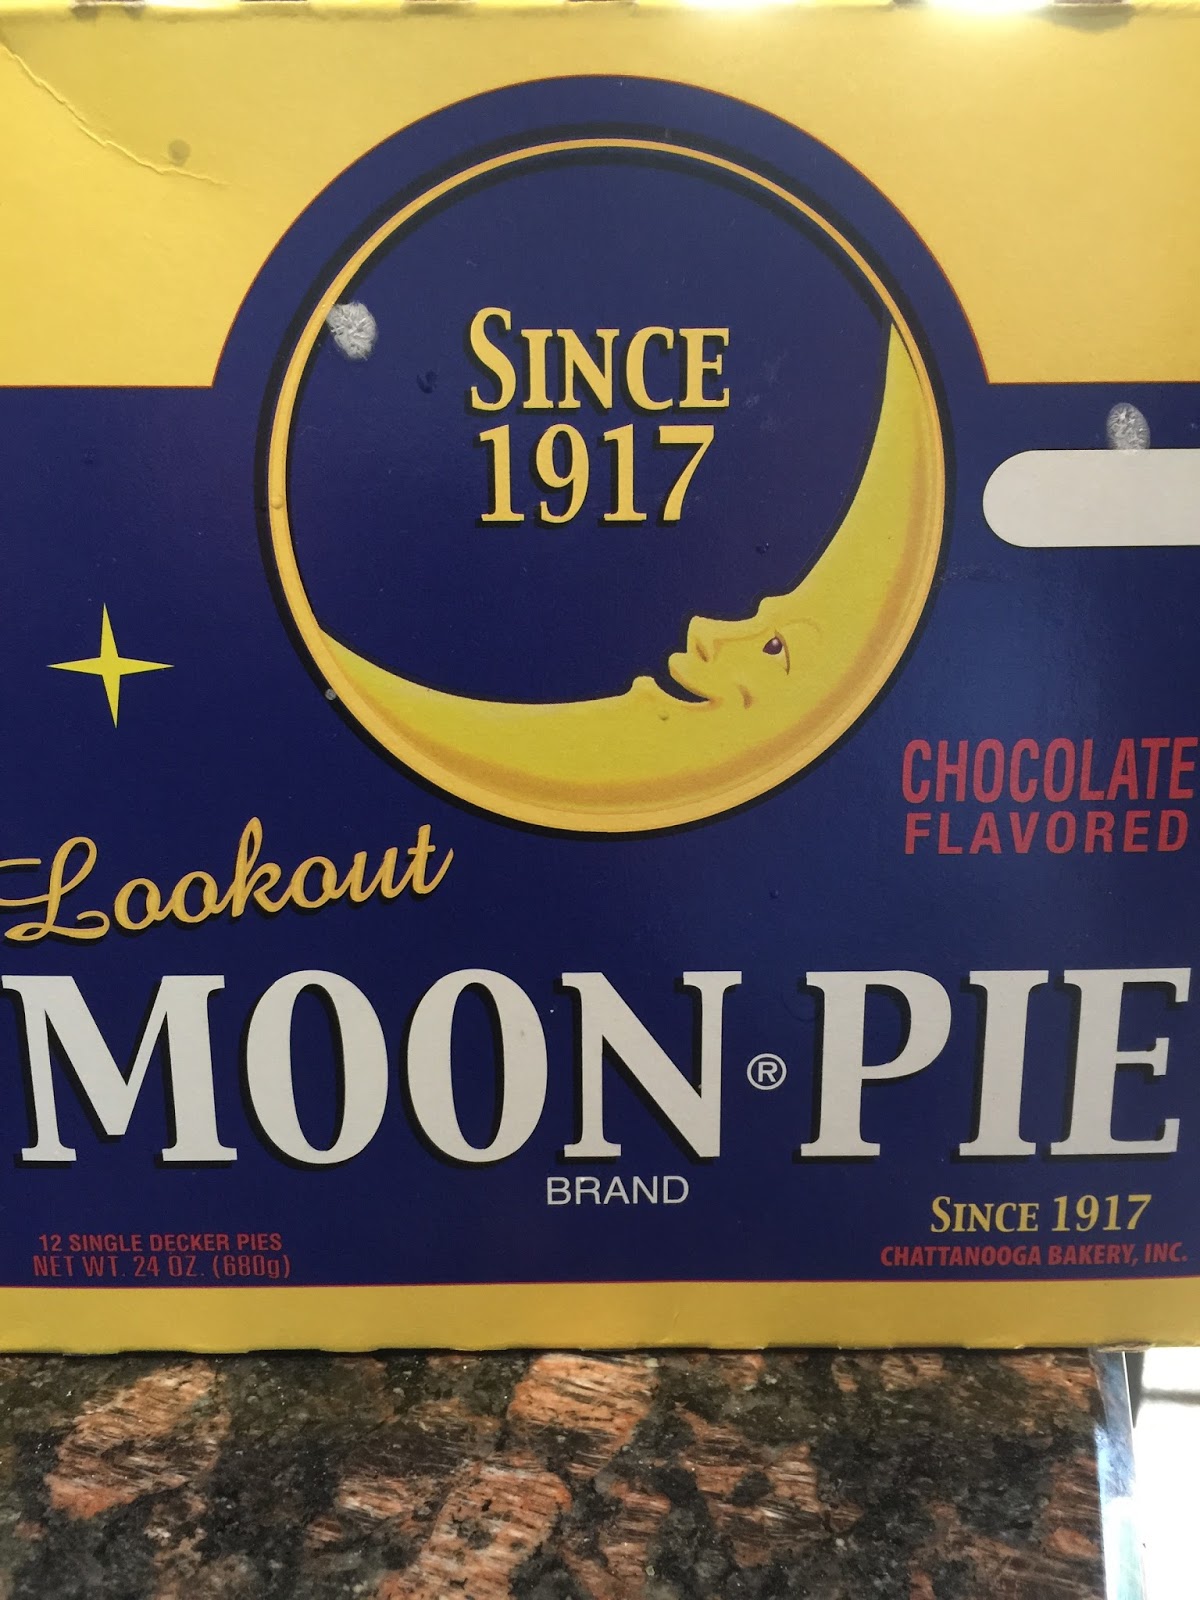 SINCE
1917
CHOCOLATE
FLAVORED
Lookout
MOON® PIE
BRAND
SINCE 1917
CHATTANOOGA BAKERY, INC.
12 SINGLE DECKER PIES
NET WT. 24 OZ. (680g)